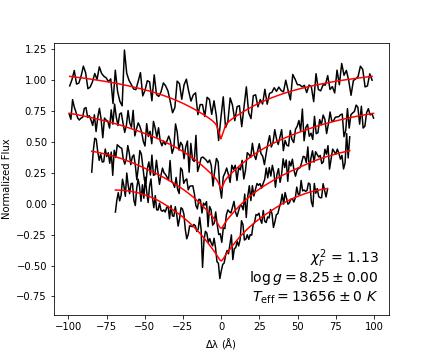 1.25
1.00
0.75
0.50
0.25
0.00
−0.25
−0.50
−0.75
Normalized Flux
χ²ᵣ = 1.13
log g = 8.25 ± 0.00
T_eff = 13656 ± 0 K
−100 −75 −50 −25 0 25 50 75 100
Δλ (Å)